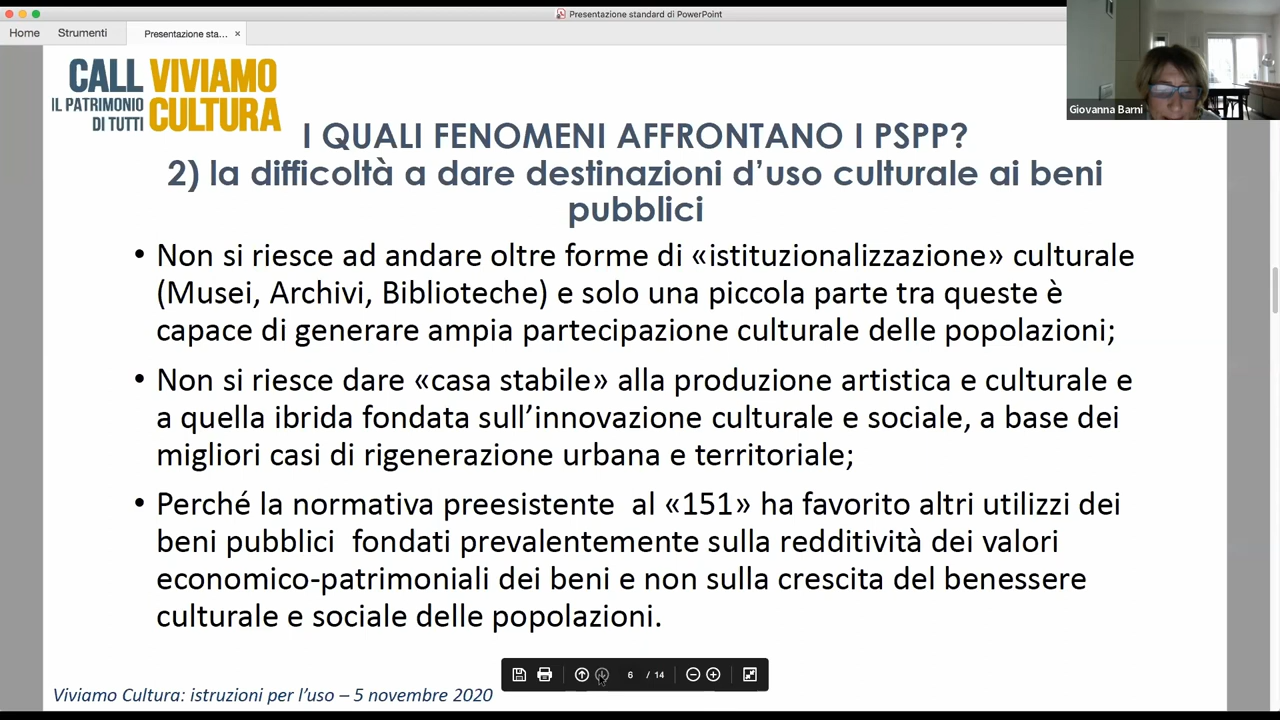 Presentazione standard di PowerPoint
Home
Strumenti
Presentazione sta... ×
Giovanna Barni
CALL VIVIAMO
IL PATRIMONIO CULTURA
DI TUTTI
I QUALI FENOMENI AFFRONTANO I PSPP?
2) la difficoltà a dare destinazioni d’uso culturale ai beni
pubblici
• Non si riesce ad andare oltre forme di «istituzionalizzazione» culturale
(Musei, Archivi, Biblioteche) e solo una piccola parte tra queste è
capace di generare ampia partecipazione culturale delle popolazioni;
• Non si riesce dare «casa stabile» alla produzione artistica e culturale e
a quella ibrida fondata sull’innovazione culturale e sociale, a base dei
migliori casi di rigenerazione urbana e territoriale;
• Perché la normativa preesistente al «151» ha favorito altri utilizzi dei
beni pubblici fondati prevalentemente sulla redditività dei valori
economico-patrimoniali dei beni e non sulla crescita del benessere
culturale e sociale delle popolazioni.
6 / 14
Viviamo Cultura: istruzioni per l’uso – 5 novembre 2020